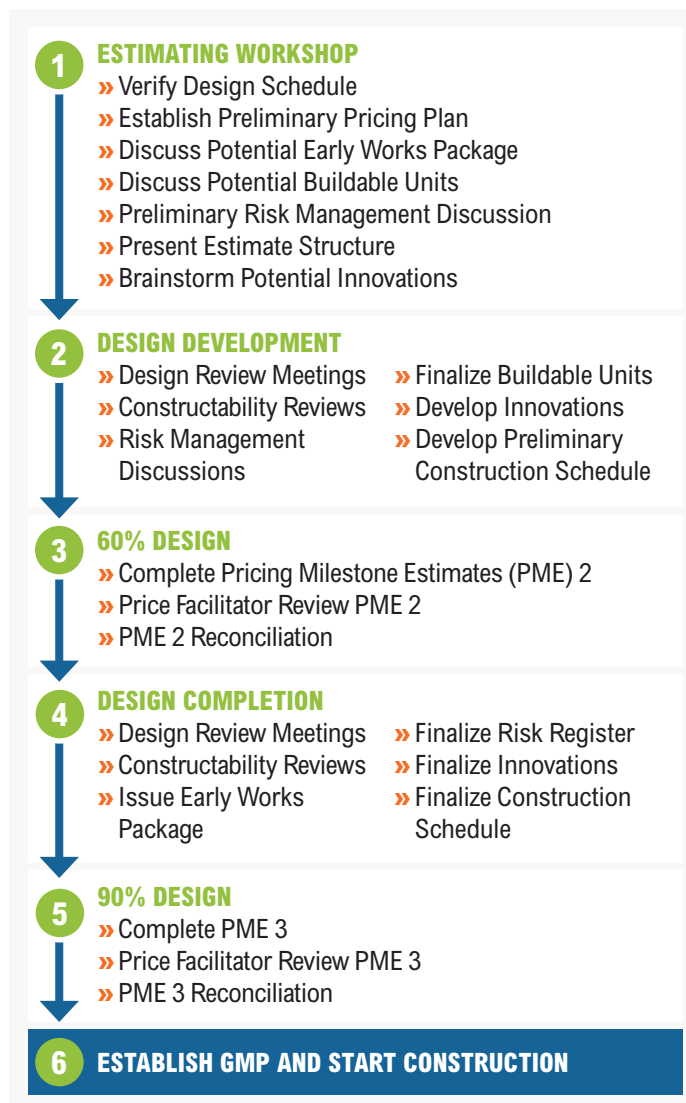 1
ESTIMATING WORKSHOP
» Verify Design Schedule
» Establish Preliminary Pricing Plan
» Discuss Potential Early Works Package
» Discuss Potential Buildable Units
» Preliminary Risk Management Discussion
» Present Estimate Structure
» Brainstorm Potential Innovations
2
DESIGN DEVELOPMENT
» Design Review Meetings
» Constructability Reviews
» Risk Management
Discussions
» Finalize Buildable Units
» Develop Innovations
» Develop Preliminary
Construction Schedule
3
60% DESIGN
» Complete Pricing Milestone Estimates (PME) 2
» Price Facilitator Review PME 2
» PME 2 Reconciliation
4
DESIGN COMPLETION
» Design Review Meetings
» Constructability Reviews
» Issue Early Works
Package
» Finalize Risk Register
» Finalize Innovations
» Finalize Construction
Schedule
5
90% DESIGN
» Complete PME 3
» Price Facilitator Review PME 3
» PME 3 Reconciliation
6
ESTABLISH GMP AND START CONSTRUCTION